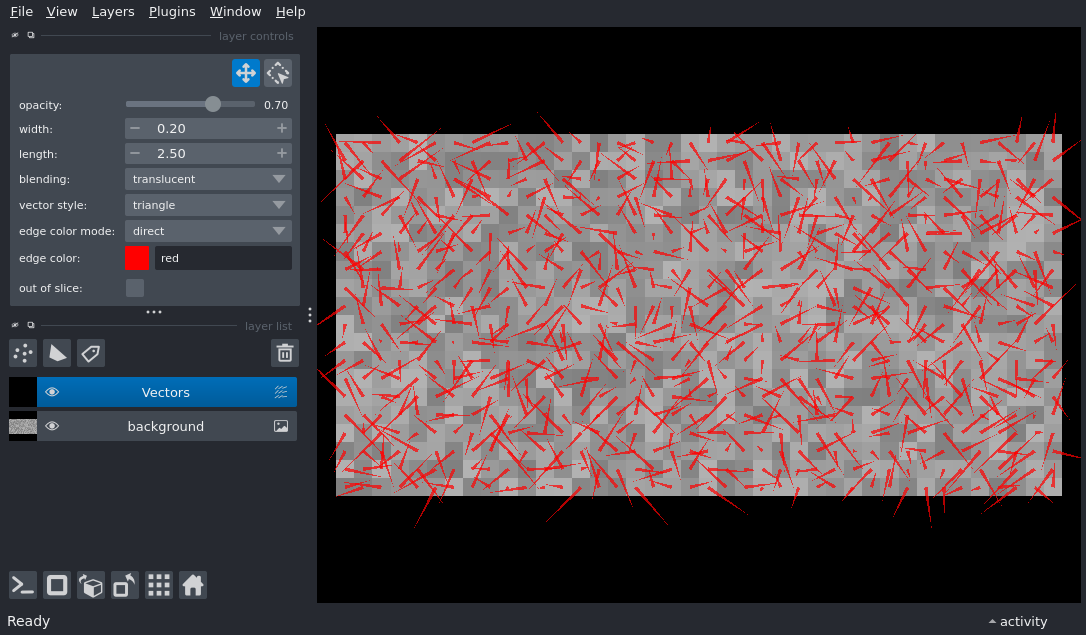 File View Layers Plugins Window Help
layer controls
opacity: 0.70
width: 0.20
length: 2.50
blending: translucent
vector style: triangle
edge color mode: direct
edge color: red
out of slice:
layer list
Vectors
background
Ready
activity